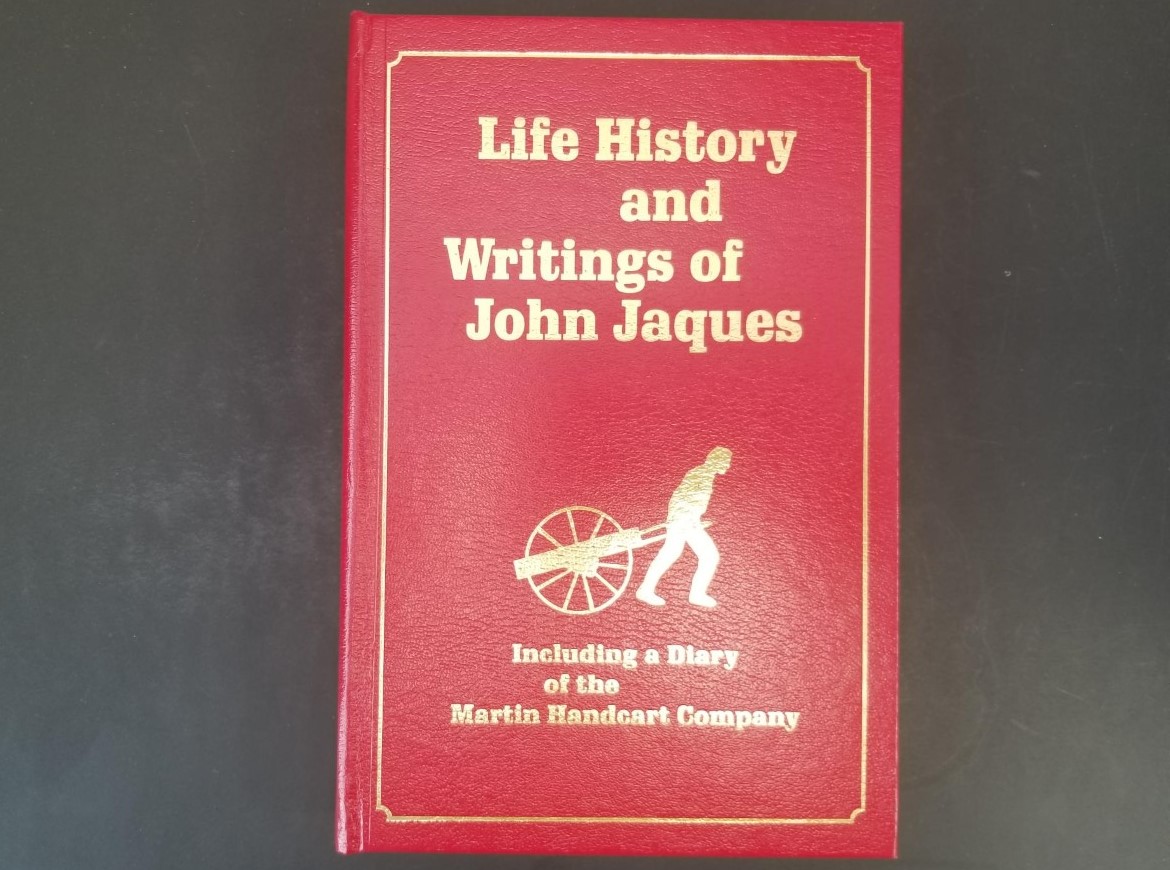 Life History
and
Writings of
John Jaques
Including a Diary
of the
Martin Handcart Company